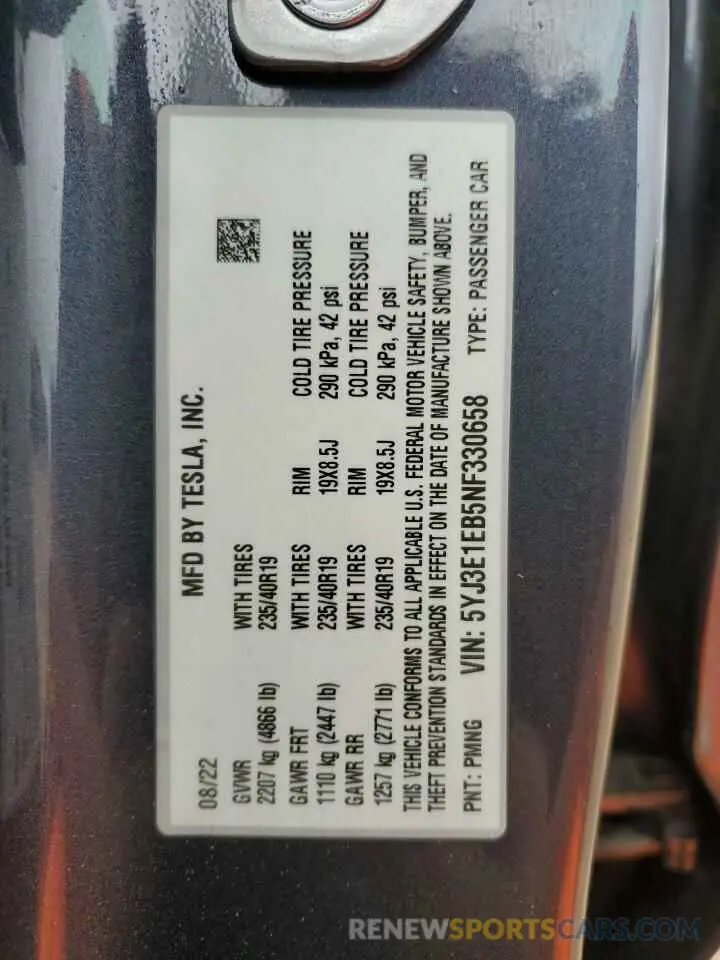 08/22 MFD BY TESLA, INC.
GVWR WITH TIRES
2207 kg (4866 lb) 235/40R19
GAWR FRT WITH TIRES RIM COLD TIRE PRESSURE
1110 kg (2447 lb) 235/40R19 19X8.5J 290 kPa, 42 psi
GAWR RR WITH TIRES RIM COLD TIRE PRESSURE
1257 kg (2771 lb) 235/40R19 19X8.5J 290 kPa, 42 psi
THIS VEHICLE CONFORMS TO ALL APPLICABLE U.S. FEDERAL MOTOR VEHICLE SAFETY, BUMPER, AND
THEFT PREVENTION STANDARDS IN EFFECT ON THE DATE OF MANUFACTURE SHOWN ABOVE.
PNT: PMNG VIN: 5YJ3E1EB5NF330658 TYPE: PASSENGER CAR
RENEWSPORTSCARS.COM